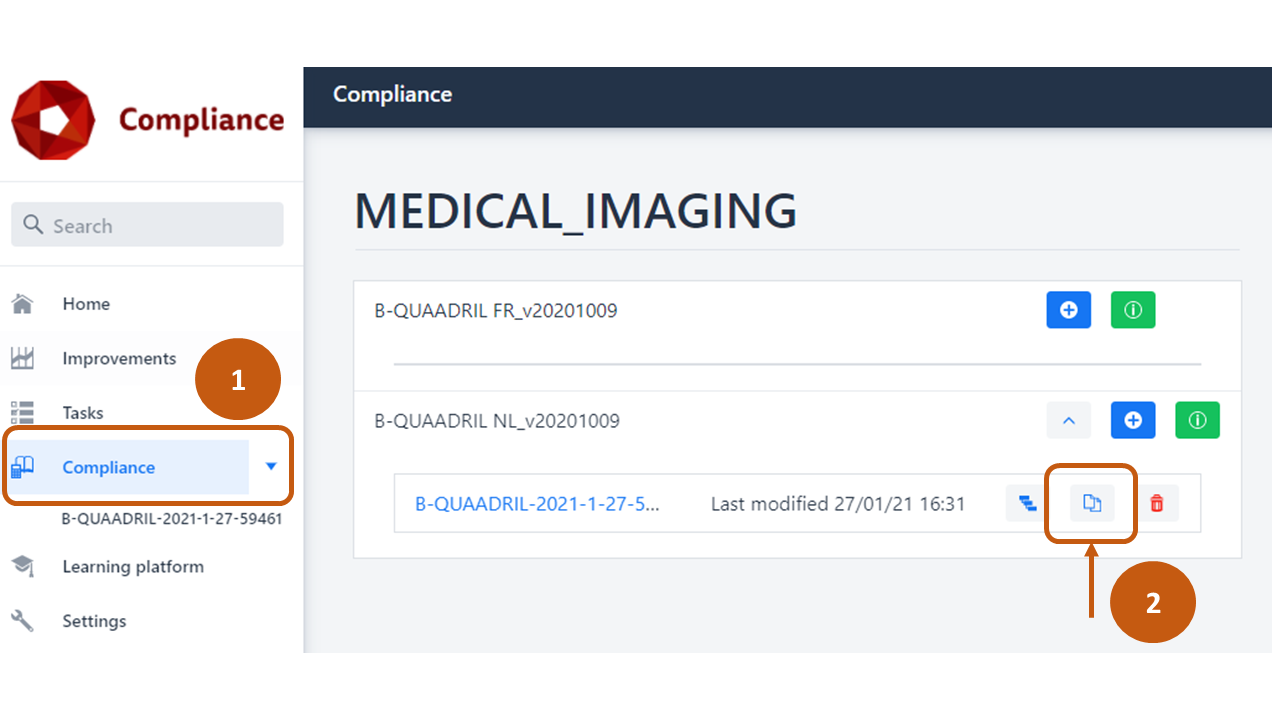 Compliance
Compliance
Search
MEDICAL_IMAGING
Home
B-QUAADRIL FR_v20201009
Improvements
1
Tasks
B-QUAADRIL NL_v20201009
Compliance
B-QUAADRIL-2021-1-27-5... Last modified 27/01/21 16:31
B-QUAADRIL-2021-1-27-59461
Learning platform
2
Settings